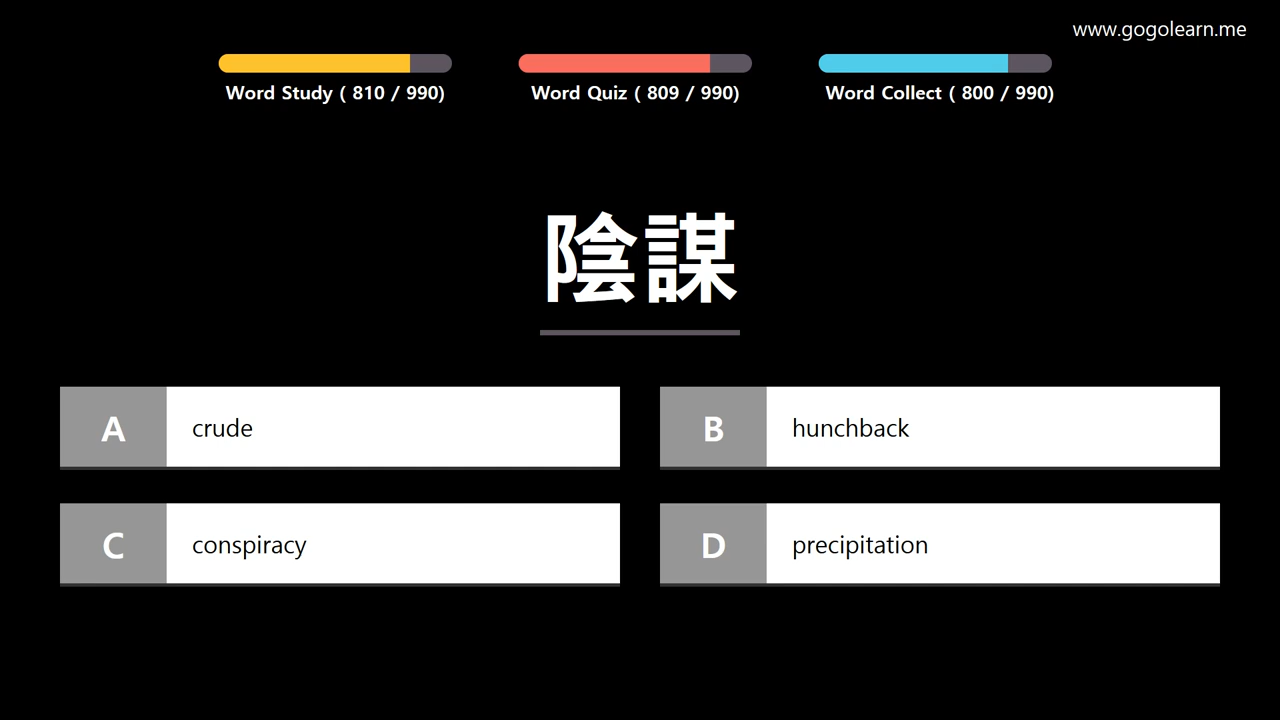 www.gogolearn.me
Word Study ( 810 / 990)
Word Quiz ( 809 / 990)
Word Collect ( 800 / 990)
陰謀
A crude
B hunchback
C conspiracy
D precipitation